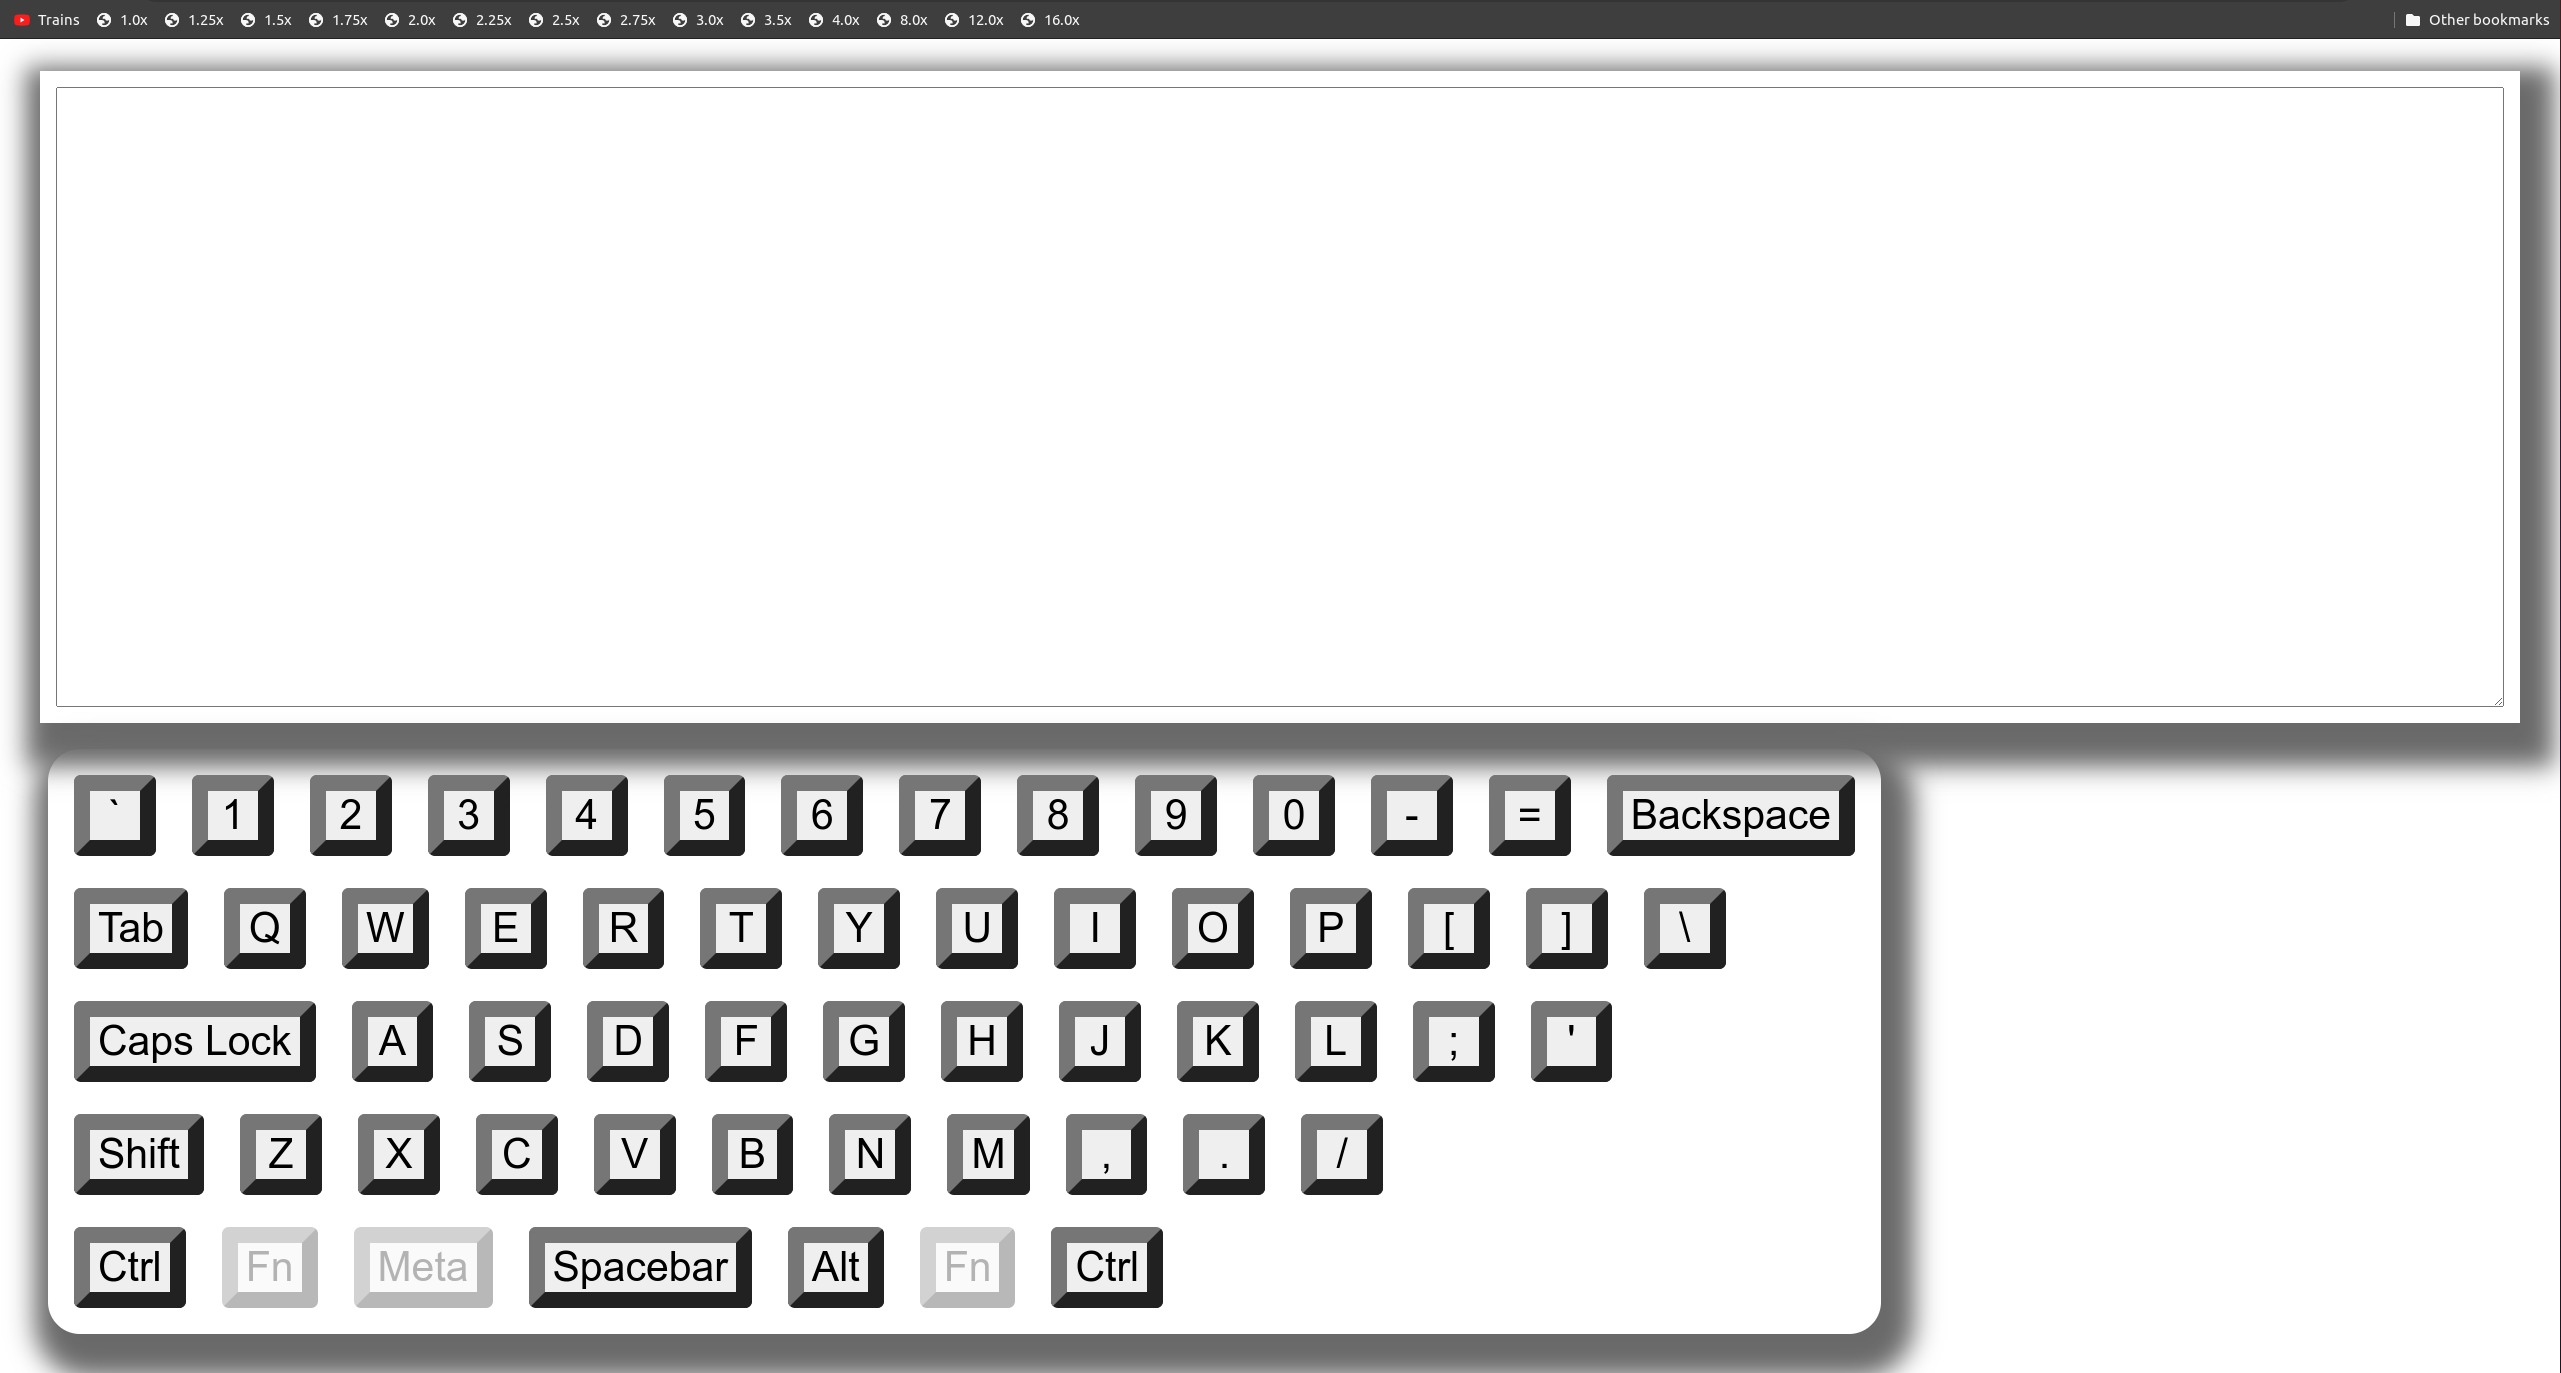 Trains 1.0x 1.25x 1.5x 1.75x 2.0x 2.25x 2.5x 2.75x 3.0x 3.5x 4.0x 8.0x 12.0x 16.0x Other bookmarks
` 1 2 3 4 5 6 7 8 9 0 - = Backspace
Tab Q W E R T Y U I O P [ ] \
Caps Lock A S D F G H J K L ; '
Shift Z X C V B N M , . /
Ctrl Fn Meta Spacebar Alt Fn Ctrl